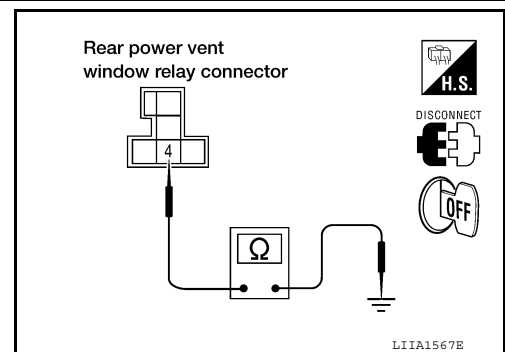 Rear power vent
window relay connector
H.S.
DISCONNECT
4
OFF
Ω
LIIA1567E